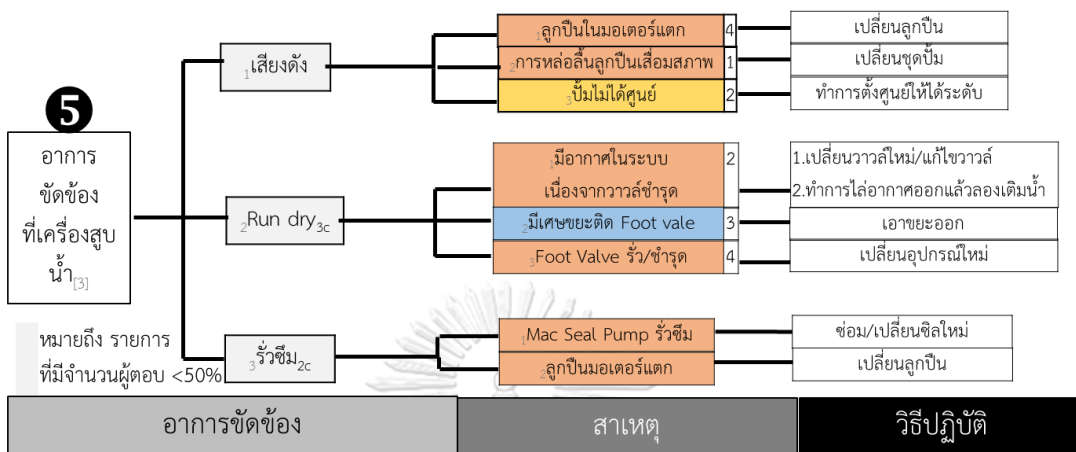 5
อาการ
ขัดข้อง
ที่เครื่องสูบ
น้ำ[3]
หมายถึง รายการ
ที่มีจำนวนผู้ตอบ <50%
1เสียงดัง
1ลูกปืนในมอเตอร์แตก 4 เปลี่ยนลูกปืน
2การหล่อลื้นลูกปืนเสื่อมสภาพ 1 เปลี่ยนชุดปั้ม
3ปั้มไม่ได้ศูนย์ 2 ทำการตั้งศูนย์ให้ได้ระดับ
2Run dry3c
1มีอากาศในระบบ 2 1.เปลี่ยนวาวล์ใหม่/แก้ไขวาวล์
เนื่องจากวาวล์ชำรุด 2.ทำการไล่อากาศออกแล้วลองเติมน้ำ
2มีเศษขยะติด Foot vale 3 เอาขยะออก
3Foot Valve รั่ว/ชำรุด 4 เปลี่ยนอุปกรณ์ใหม่
3รั่วซึม2c
1Mac Seal Pump รั่วซึม ซ่อม/เปลี่ยนซิลใหม่
2ลูกปืนมอเตอร์แตก เปลี่ยนลูกปืน
อาการขัดข้อง สาเหตุ วิธีปฏิบัติ